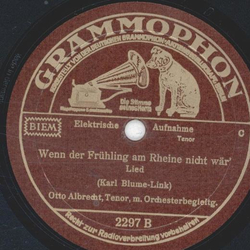 GRAMMOPHON
Die Stimme
seines Herrn
BIEM
Elektrische Aufnahme
Tenor
C
Wenn der Frühling am Rheine nicht wär'
Lied
(Karl Blume-Link)
Otto Albrecht, Tenor, m. Orchesterbegleitg.
2297 B
Recht zur Radioverbreitung vorbehalten